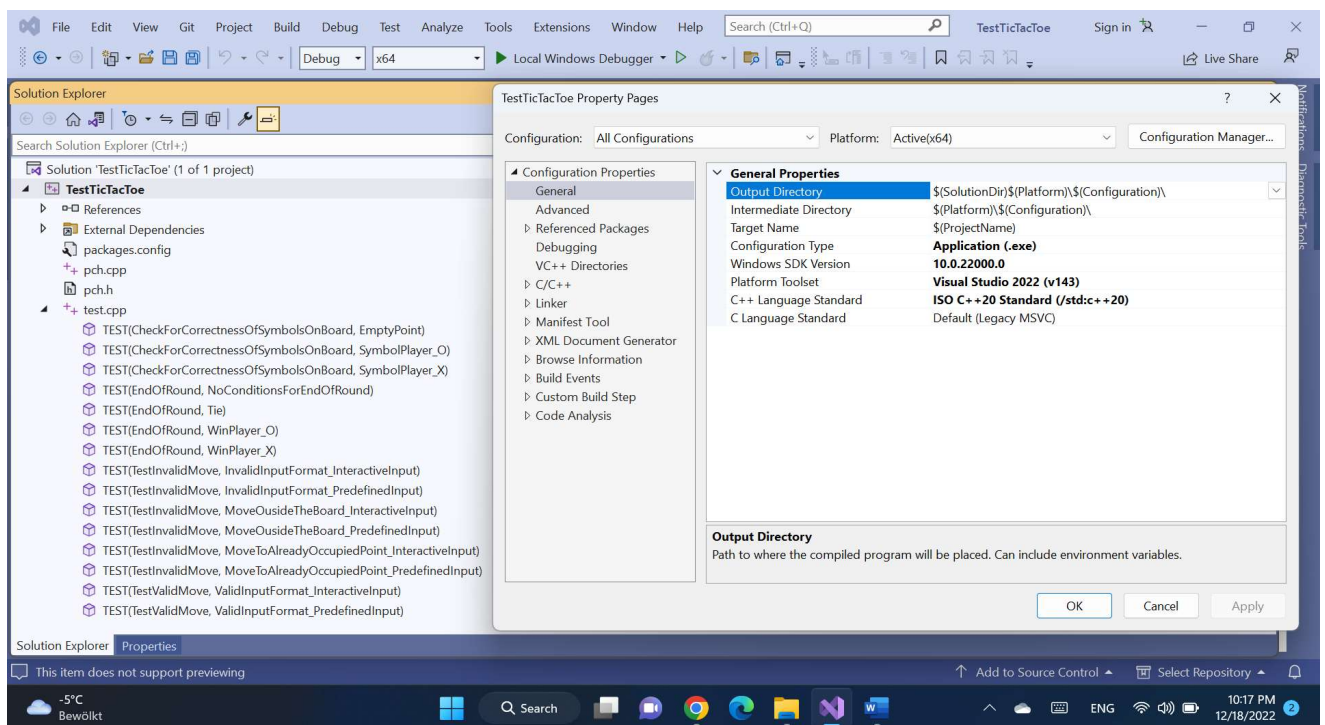 File Edit View Git Project Build Debug Test Analyze Tools Extensions Window Help Search (Ctrl+Q) TestTicTacToe Sign in
Debug x64 Local Windows Debugger Live Share
Solution Explorer
Search Solution Explorer (Ctrl+;)
Solution 'TestTicTacToe' (1 of 1 project)
TestTicTacToe
References
External Dependencies
packages.config
pch.cpp
pch.h
test.cpp
TEST(CheckForCorrectnessOfSymbolsOnBoard, EmptyPoint)
TEST(CheckForCorrectnessOfSymbolsOnBoard, SymbolPlayer_O)
TEST(CheckForCorrectnessOfSymbolsOnBoard, SymbolPlayer_X)
TEST(EndOfRound, NoConditionsForEndOfRound)
TEST(EndOfRound, Tie)
TEST(EndOfRound, WinPlayer_O)
TEST(EndOfRound, WinPlayer_X)
TEST(TestInvalidMove, InvalidInputFormat_InteractiveInput)
TEST(TestInvalidMove, InvalidInputFormat_PredefinedInput)
TEST(TestInvalidMove, MoveOusideTheBoard_InteractiveInput)
TEST(TestInvalidMove, MoveOusideTheBoard_PredefinedInput)
TEST(TestInvalidMove, MoveToAlreadyOccupiedPoint_InteractiveInput)
TEST(TestInvalidMove, MoveToAlreadyOccupiedPoint_PredefinedInput)
TEST(TestValidMove, ValidInputFormat_InteractiveInput)
TEST(TestValidMove, ValidInputFormat_PredefinedInput)
Solution Explorer Properties
TestTicTacToe Property Pages ? ×
Configuration: All Configurations Platform: Active(x64) Configuration Manager...
Configuration Properties
General
Advanced
Referenced Packages
Debugging
VC++ Directories
C/C++
Linker
Manifest Tool
XML Document Generator
Browse Information
Build Events
Custom Build Step
Code Analysis
General Properties
Output Directory $(SolutionDir)$(Platform)\$(Configuration)\
Intermediate Directory $(Platform)\$(Configuration)\
Target Name $(ProjectName)
Configuration Type Application (.exe)
Windows SDK Version 10.0.22000.0
Platform Toolset Visual Studio 2022 (v143)
C++ Language Standard ISO C++20 Standard (/std:c++20)
C Language Standard Default (Legacy MSVC)
Output Directory
Path to where the compiled program will be placed. Can include environment variables.
OK Cancel Apply
Notifications
Diagnostic Tools
This item does not support previewing Add to Source Control Select Repository
-5°C
Bewölkt
Search
W
ENG
10:17 PM
12/18/2022
2